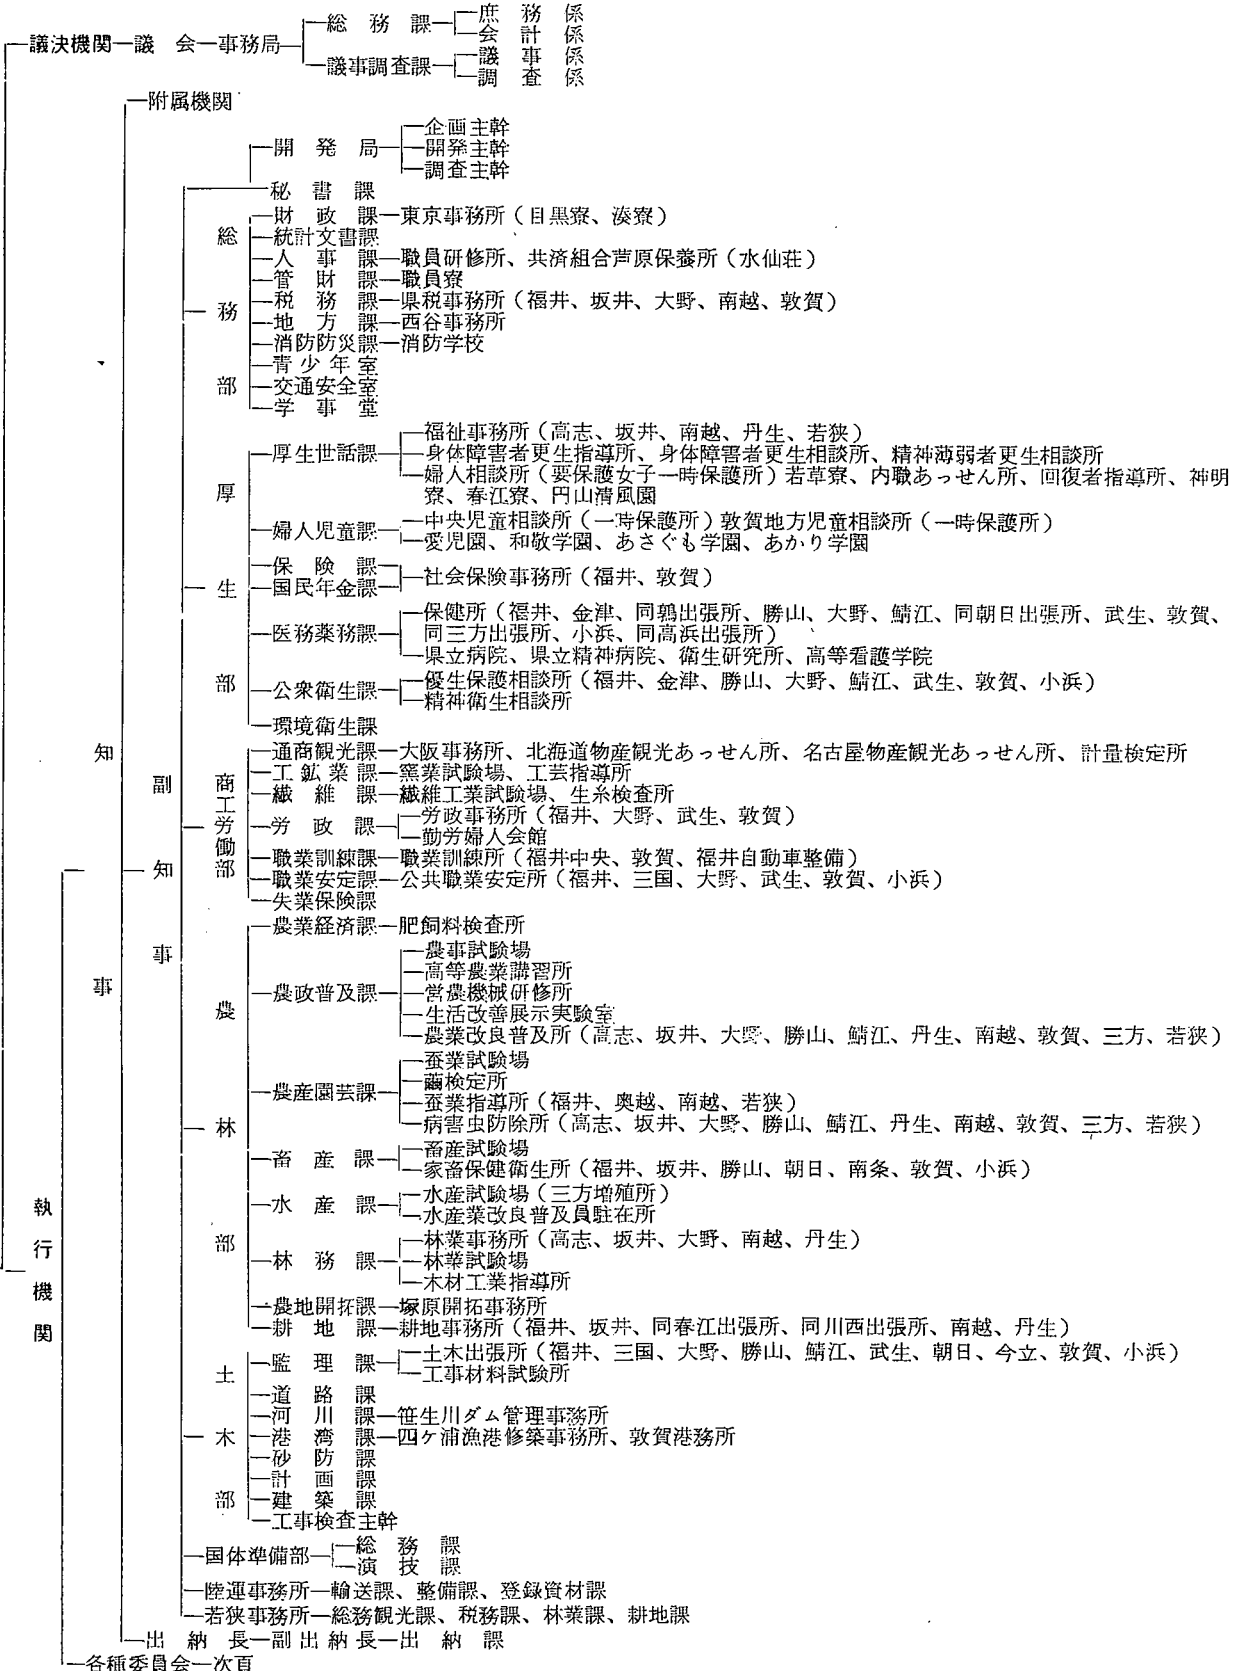 議決機関 議会 事務局
総務課 庶務係
会計係
議事調査課 議事係
調査係
附属機関
開発局 企画主幹
開発主幹
調査主幹
秘書課
総務部
財政課 東京事務所(目黒寮、湊寮)
統計文書課
人事課 職員研修所、共済組合芦原保養所(水仙荘)
管財課 職員寮
税務課 県税事務所(福井、坂井、大野、南越、敦賀)
地方課 西谷事務所
消防防災課 消防学校
青少年室
交通安全室
学事堂
厚生部
厚生世話課 福祉事務所(高志、坂井、南越、丹生、若狭)
身体障害者更生指導所、身体障害者更生相談所、精神薄弱者更生相談所
婦人相談所(要保護女子一時保護所)若草寮、内職あっせん所、回復者指導所、神明
寮、春江寮、円山清風園
婦人児童課 中央児童相談所(一時保護所)敦賀地方児童相談所(一時保護所)
愛児園、和敬学園、あさぐも学園、あかり学園
保険課
国民年金課 社会保険事務所(福井、敦賀)
医務薬務課 保健所(福井、金津、同鶉出張所、勝山、大野、鯖江、同朝日出張所、武生、敦賀、
同三方出張所、小浜、同高浜出張所)
県立病院、県立精神病院、衛生研究所、高等看護学院
公衆衛生課 優生保護相談所(福井、金津、勝山、大野、鯖江、武生、敦賀、小浜)
精神衛生相談所
環境衛生課
知事
副知事
商工労働部
通商観光課 大阪事務所、北海道物産観光あっせん所、名古屋物産観光あっせん所、計量検定所
工鉱業課 窯業試験場、工芸指導所
繊維課 繊維工業試験場、生糸検査所
労政課 労政事務所(福井、大野、武生、敦賀)
勤労婦人会館
職業訓練課 職業訓練所(福井中央、敦賀、福井自動車整備)
職業安定課 公共職業安定所(福井、三国、大野、武生、敦賀、小浜)
失業保険課
農林部
農業経済課 肥飼料検査所
農政普及課 農事試験場
高等農業講習所
営農機械研修所
生活改善展示実験室
農業改良普及所(高志、坂井、大野、勝山、鯖江、丹生、南越、敦賀、三方、若狭)
農産園芸課 蚕業試験場
繭検定所
蚕業指導所(福井、奥越、南越、若狭)
病害虫防除所(高志、坂井、大野、勝山、鯖江、丹生、南越、敦賀、三方、若狭)
畜産課 畜産試験場
家畜保健衛生所(福井、坂井、勝山、朝日、南条、敦賀、小浜)
水産課 水産試験場(三方増殖所)
水産業改良普及員駐在所
林務課 林業事務所(高志、坂井、大野、南越、丹生)
林業試験場
木材工業指導所
農地開拓課 塚原開拓事務所
耕地課 耕地事務所(福井、坂井、同春江出張所、同川西出張所、南越、丹生)
執行機関
土木部
監理課 土木出張所(福井、三国、大野、勝山、鯖江、武生、朝日、今立、敦賀、小浜)
工事材料試験所
道路課
河川課 笹生川ダム管理事務所
港湾課 四ケ浦漁港修築事務所、敦賀港務所
砂防課
計画課
建築課
工事検査主幹
国体準備部 総務課
演技課
陸運事務所 輸送課、整備課、登録資材課
若狭事務所 総務観光課、税務課、林業課、耕地課
出納長 副出納長 出納課
各種委員会 次頁